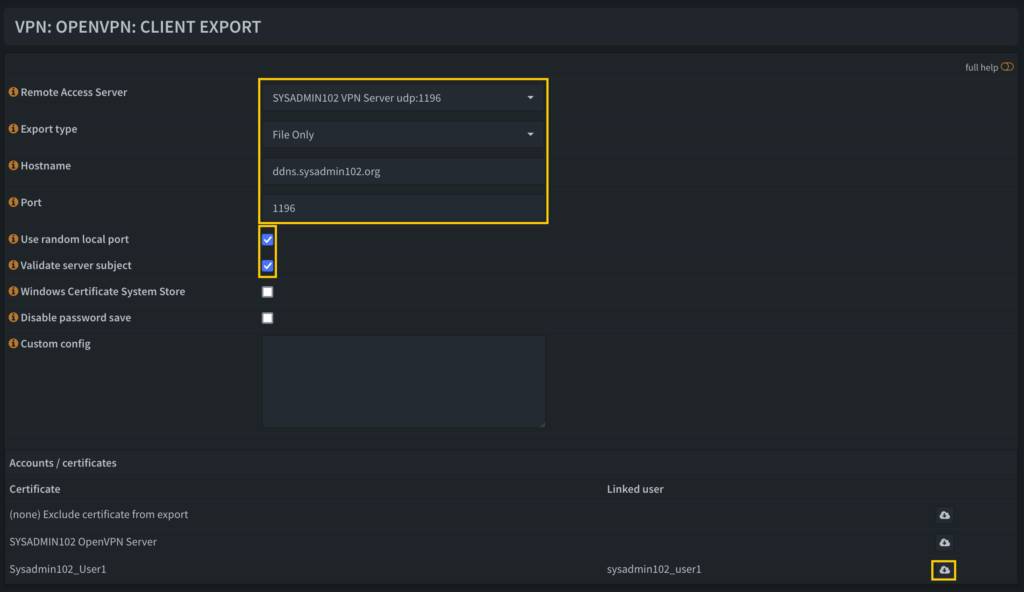 VPN: OPENVPN: CLIENT EXPORT
full help
Remote Access Server
SYSADMIN102 VPN Server udp:1196
Export type
File Only
Hostname
ddns.sysadmin102.org
Port
1196
Use random local port
Validate server subject
Windows Certificate System Store
Disable password save
Custom config
Accounts / certificates
Certificate Linked user
(none) Exclude certificate from export
SYSADMIN102 OpenVPN Server
Sysadmin102_User1 sysadmin102_user1